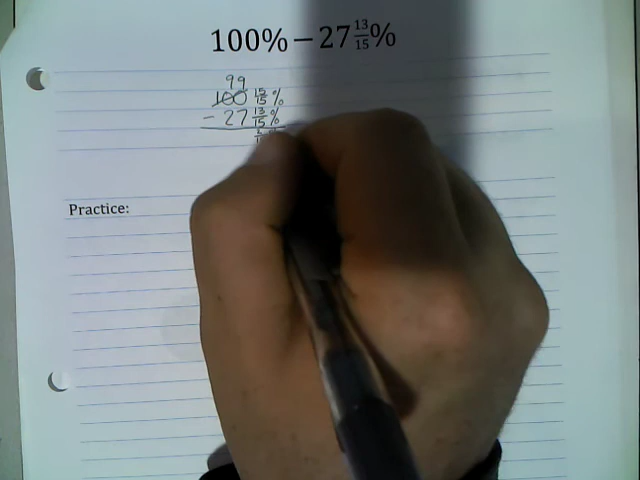 100% − 27 13/15 %
99
100 15/15 %
- 27 13/15 %
Practice: